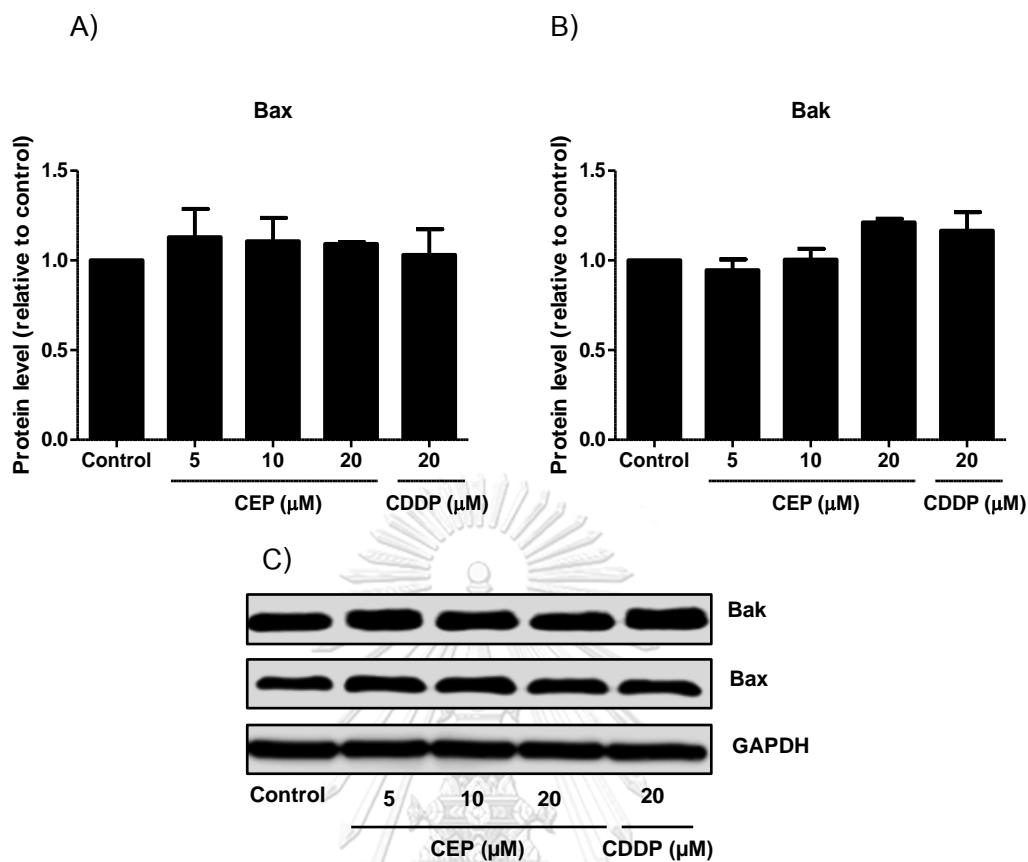 A)
Bax
Protein level (relative to control)
1.5
1.0
0.5
0.0
Control 5 10 20 20
CEP (μM) CDDP (μM)
B)
Bak
Protein level (relative to control)
1.5
1.0
0.5
0.0
Control 5 10 20 20
CEP (μM) CDDP (μM)
C)
Bak
Bax
GAPDH
Control 5 10 20 20
CEP (μM) CDDP (μM)